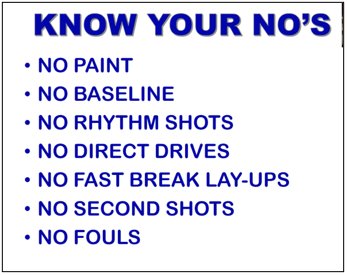 KNOW YOUR NO'S
• NO PAINT
• NO BASELINE
• NO RHYTHM SHOTS
• NO DIRECT DRIVES
• NO FAST BREAK LAY-UPS
• NO SECOND SHOTS
• NO FOULS